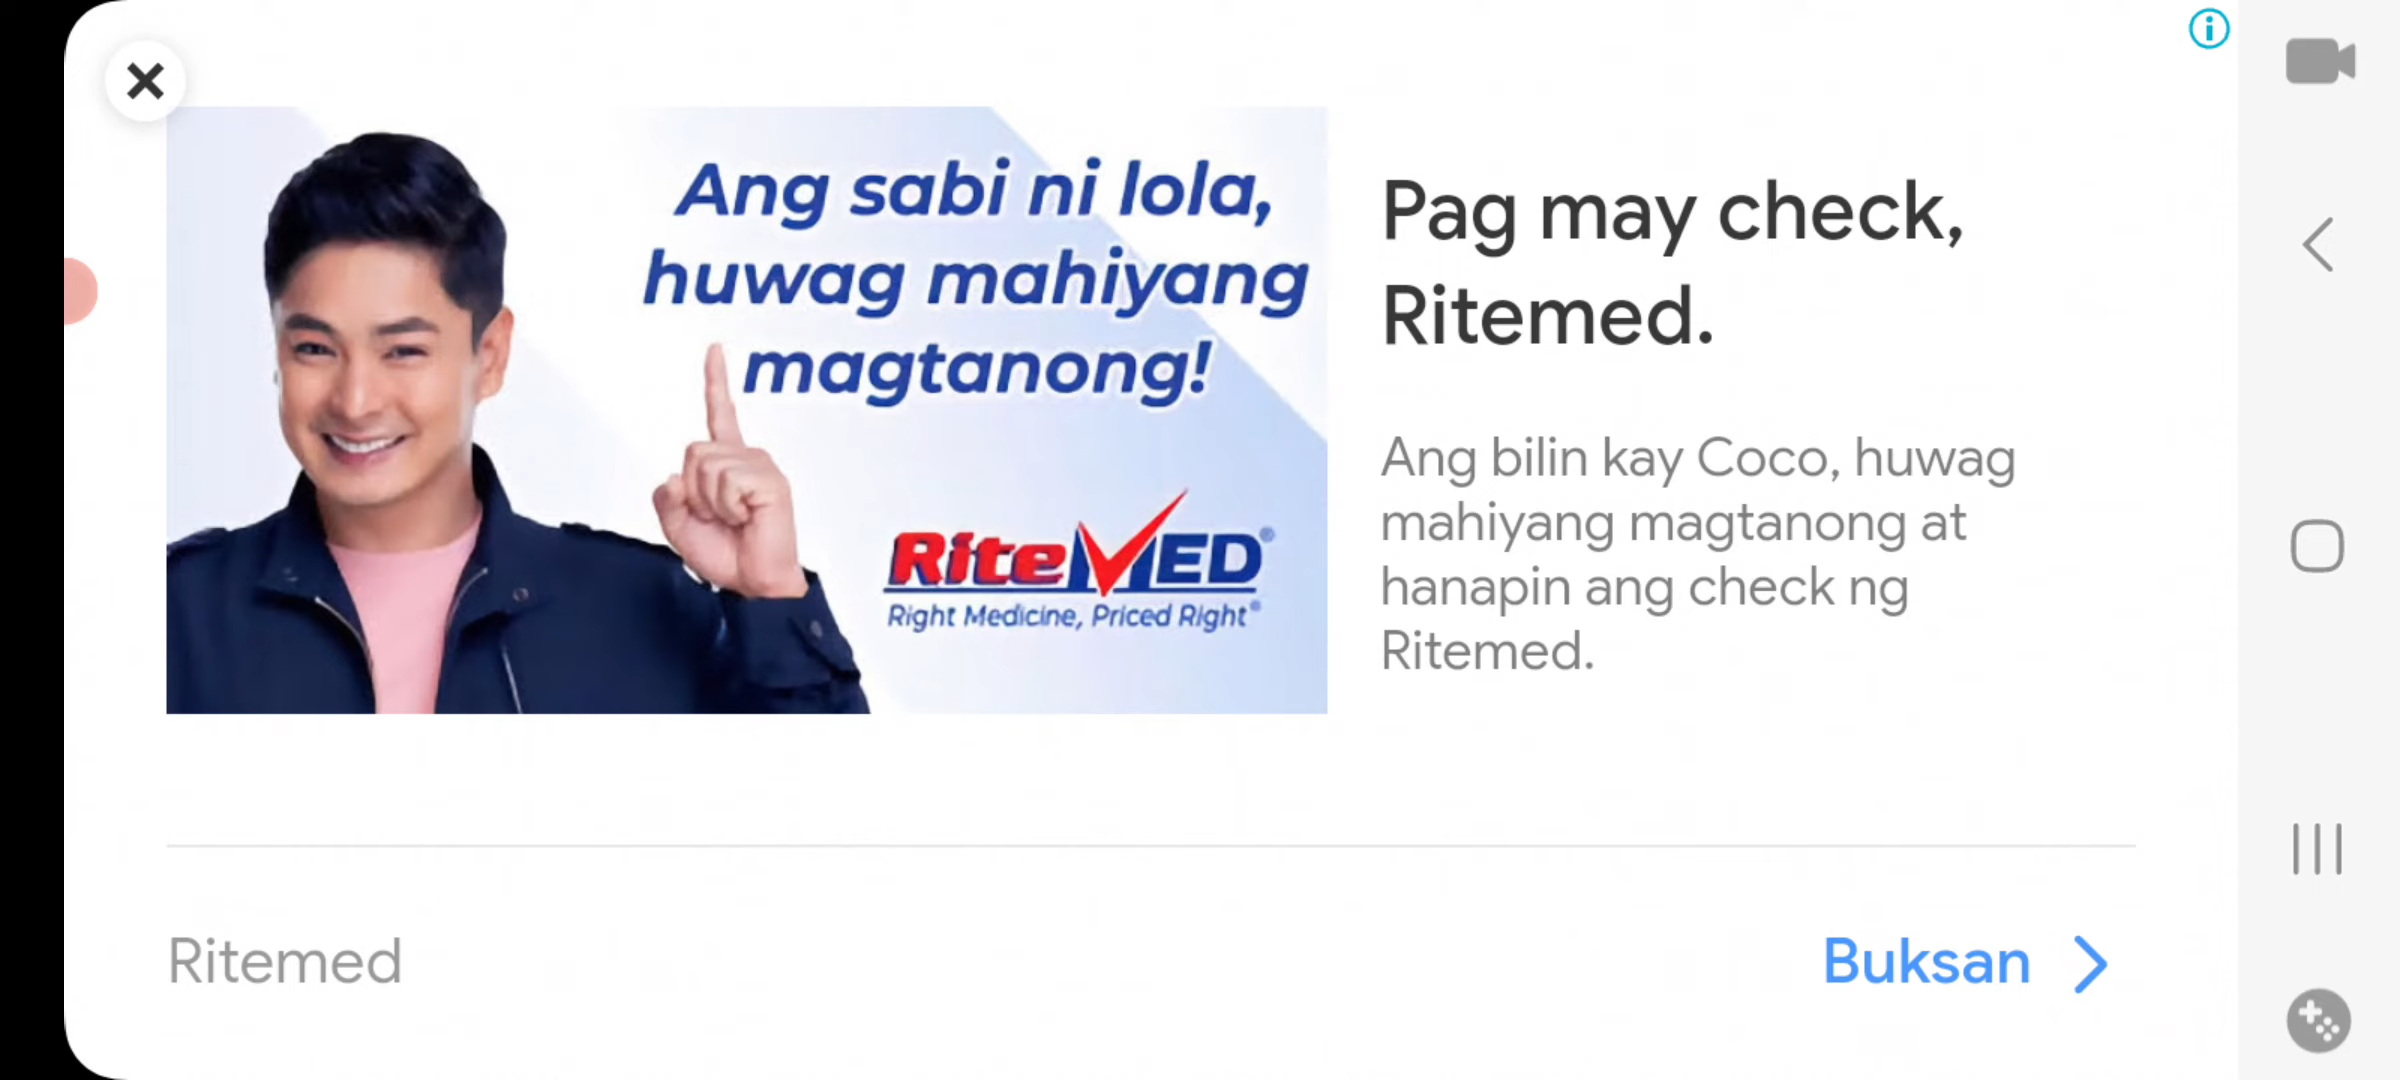 Ang sabi ni lola,
huwag mahiyang
magtanong!
RiteMED®
Right Medicine, Priced Right®
Pag may check,
Ritemed.
Ang bilin kay Coco, huwag
mahiyang magtanong at
hanapin ang check ng
Ritemed.
Ritemed
Buksan